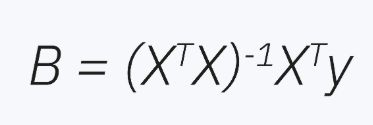 B = (XᵀX)⁻¹Xᵀy